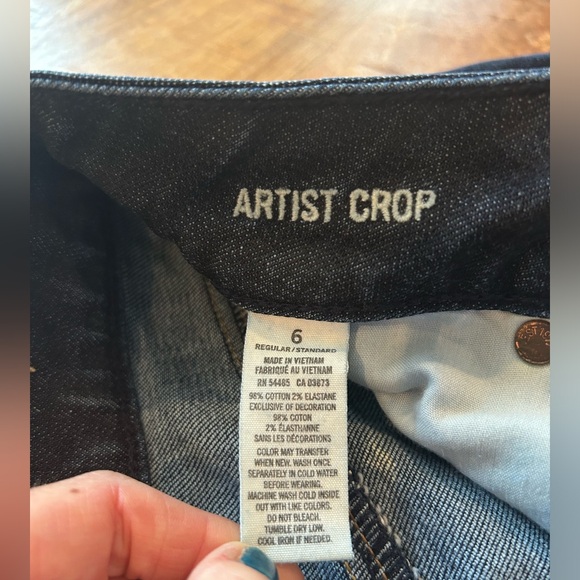 ARTIST CROP
6
REGULAR/STANDARD
MADE IN VIETNAM
FABRIQUÉ AU VIETNAM
RN 54485 CA 03673
98% COTTON 2% ELASTANE
EXCLUSIVE OF DECORATION
98% COTON
2% ÉLASTHANNE
SANS LES DÉCORATIONS
COLOR MAY TRANSFER
WHEN NEW. WASH ONCE
SEPARATELY IN COLD WATER
BEFORE WEARING.
MACHINE WASH COLD INSIDE
OUT WITH LIKE COLORS.
DO NOT BLEACH.
TUMBLE DRY LOW.
COOL IRON IF NEEDED.